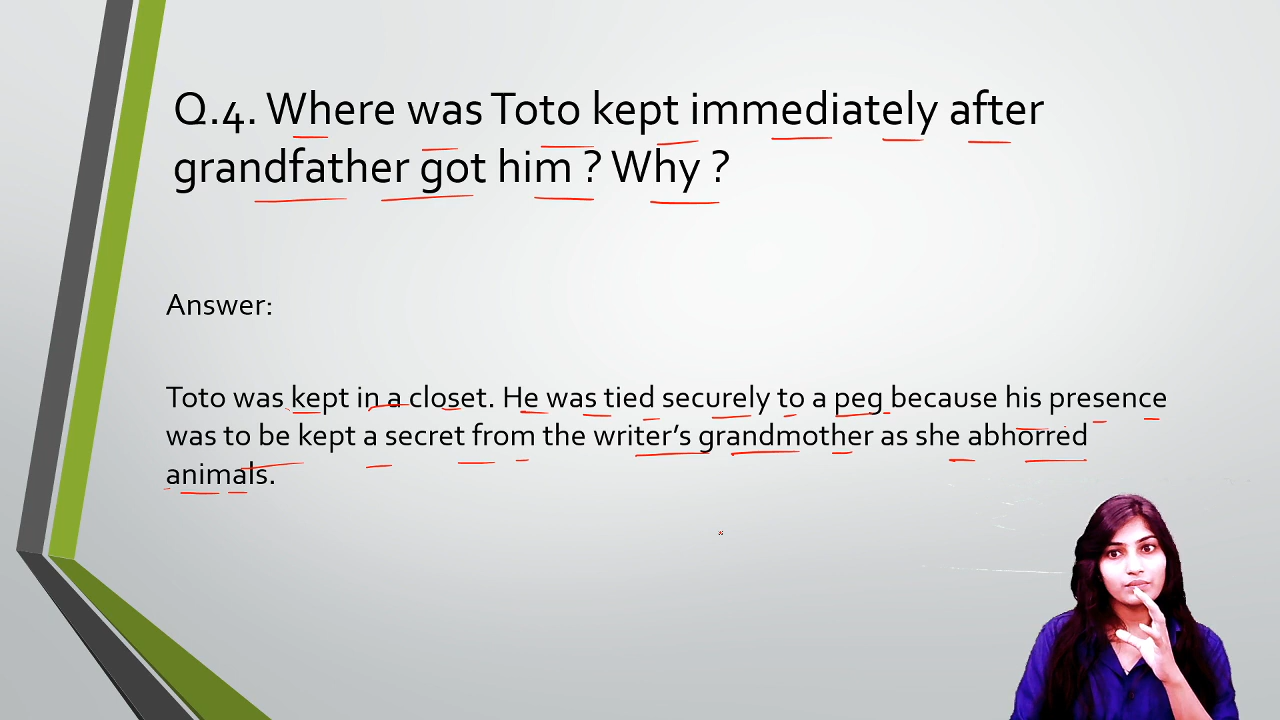 Q.4. Where was Toto kept immediately after
grandfather got him ? Why ?
Answer:
Toto was kept in a closet. He was tied securely to a peg because his presence
was to be kept a secret from the writer’s grandmother as she abhorred
animals.